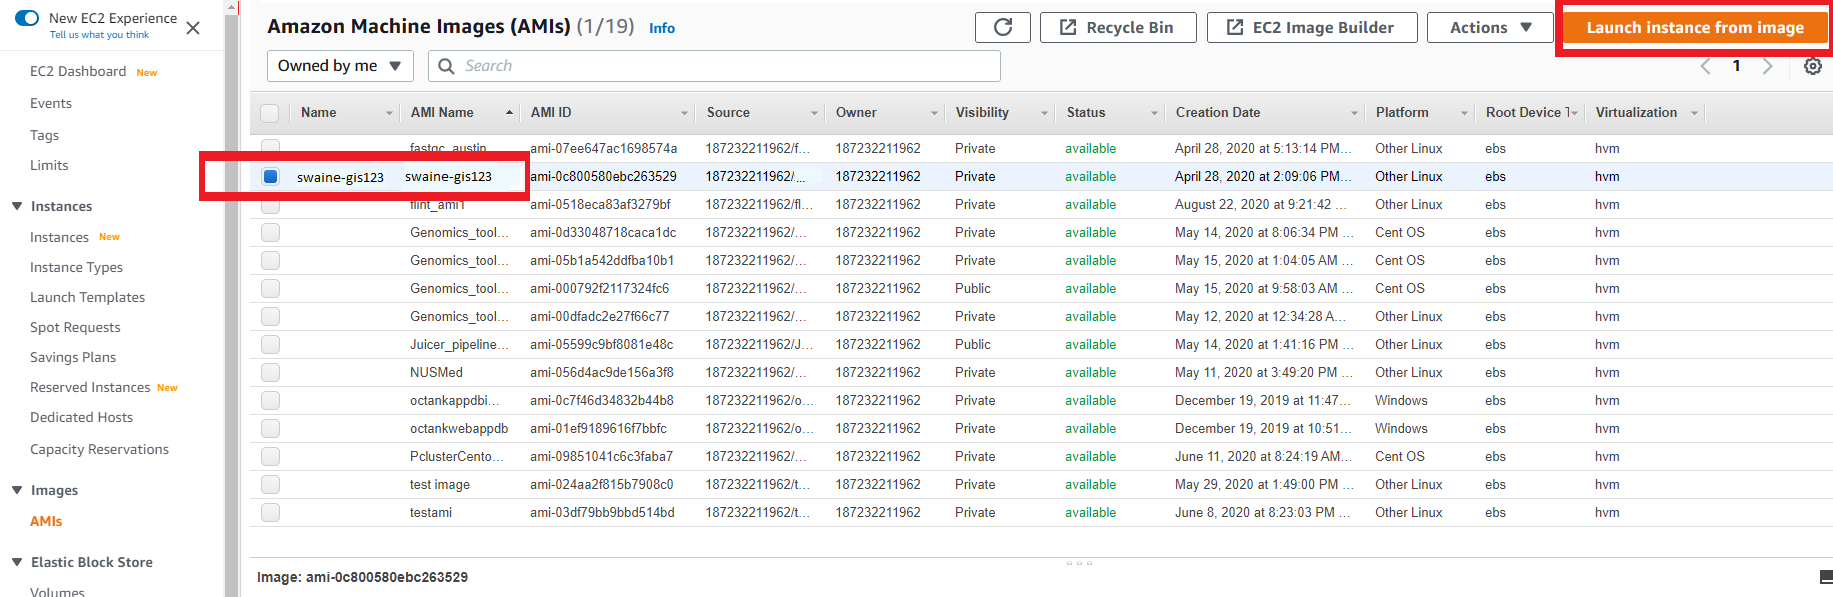 New EC2 Experience
Tell us what you think
EC2 Dashboard New
Events
Tags
Limits
Instances
Instances New
Instance Types
Launch Templates
Spot Requests
Savings Plans
Reserved Instances New
Dedicated Hosts
Capacity Reservations
Images
AMIs
Elastic Block Store
Volumes
Amazon Machine Images (AMIs) (1/19) Info
Recycle Bin
EC2 Image Builder
Actions
Launch instance from image
Owned by me
Search
1
Name AMI Name AMI ID Source Owner Visibility Status Creation Date Platform Root Device T Virtualization
fastqc_austin ami-07ee647ac1698574a 187232211962/f... 187232211962 Private available April 28, 2020 at 5:13:14 PM... Other Linux ebs hvm
swaine-gis123 swaine-gis123 ami-0c800580ebc263529 187232211962/... 187232211962 Private available April 28, 2020 at 2:09:06 PM... Other Linux ebs hvm
flint_ami1 ami-0518eca83af3279bf 187232211962/fl... 187232211962 Private available August 22, 2020 at 9:21:42 ... Other Linux ebs hvm
Genomics_tool... ami-0d33048718caca1dc 187232211962/... 187232211962 Private available May 14, 2020 at 8:06:34 PM ... Cent OS ebs hvm
Genomics_tool... ami-05b1a542ddfba10b1 187232211962/... 187232211962 Private available May 15, 2020 at 1:04:05 AM ... Cent OS ebs hvm
Genomics_tool... ami-000792f2117324fc6 187232211962/... 187232211962 Public available May 15, 2020 at 9:58:03 AM ... Cent OS ebs hvm
Genomics_tool... ami-00dfadc2e27f66c77 187232211962/... 187232211962 Private available May 12, 2020 at 12:34:28 A... Other Linux ebs hvm
Juicer_pipeline... ami-05599c9bf8081e48c 187232211962/J... 187232211962 Public available May 14, 2020 at 1:41:16 PM ... Other Linux ebs hvm
NUSMed ami-056d4ac9de156a3f8 187232211962/... 187232211962 Private available May 11, 2020 at 3:49:20 PM ... Other Linux ebs hvm
octankappdbi... ami-0c7f46d34832b44b8 187232211962/o... 187232211962 Private available December 19, 2019 at 11:47... Windows ebs hvm
octankwebappdb ami-01ef9189616f7bbfc 187232211962/o... 187232211962 Private available December 19, 2019 at 10:51... Windows ebs hvm
PclusterCento... ami-09851041c6c3faba7 187232211962/... 187232211962 Private available June 11, 2020 at 8:24:19 AM... Cent OS ebs hvm
test image ami-024aa2f815b7908c0 187232211962/t... 187232211962 Private available May 29, 2020 at 1:49:00 PM ... Other Linux ebs hvm
testami ami-03df79bb9bbd514bd 187232211962/t... 187232211962 Private available June 8, 2020 at 8:23:03 PM ... Other Linux ebs hvm
Image: ami-0c800580ebc263529